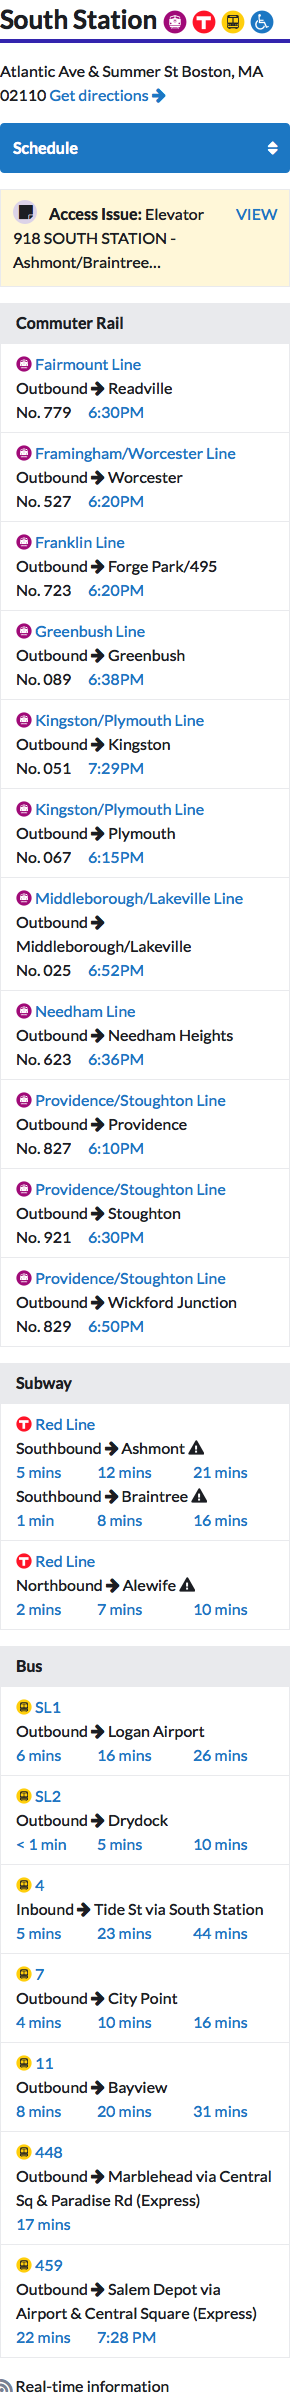 South Station
Atlantic Ave & Summer St Boston, MA
02110 Get directions
Schedule
Access Issue: Elevator VIEW
918 SOUTH STATION -
Ashmont/Braintree...
Commuter Rail
Fairmount Line
Outbound → Readville
No. 779 6:30PM
Framingham/Worcester Line
Outbound → Worcester
No. 527 6:20PM
Franklin Line
Outbound → Forge Park/495
No. 723 6:20PM
Greenbush Line
Outbound → Greenbush
No. 089 6:38PM
Kingston/Plymouth Line
Outbound → Kingston
No. 051 7:29PM
Kingston/Plymouth Line
Outbound → Plymouth
No. 067 6:15PM
Middleborough/Lakeville Line
Outbound →
Middleborough/Lakeville
No. 025 6:52PM
Needham Line
Outbound → Needham Heights
No. 623 6:36PM
Providence/Stoughton Line
Outbound → Providence
No. 827 6:10PM
Providence/Stoughton Line
Outbound → Stoughton
No. 921 6:30PM
Providence/Stoughton Line
Outbound → Wickford Junction
No. 829 6:50PM
Subway
T Red Line
Southbound → Ashmont
5 mins 12 mins 21 mins
Southbound → Braintree
1 min 8 mins 16 mins
T Red Line
Northbound → Alewife
2 mins 7 mins 10 mins
Bus
SL1
Outbound → Logan Airport
6 mins 16 mins 26 mins
SL2
Outbound → Drydock
< 1 min 5 mins 10 mins
4
Inbound → Tide St via South Station
5 mins 23 mins 44 mins
7
Outbound → City Point
4 mins 10 mins 16 mins
11
Outbound → Bayview
8 mins 20 mins 31 mins
448
Outbound → Marblehead via Central
Sq & Paradise Rd (Express)
17 mins
459
Outbound → Salem Depot via
Airport & Central Square (Express)
22 mins 7:28 PM
Real-time information